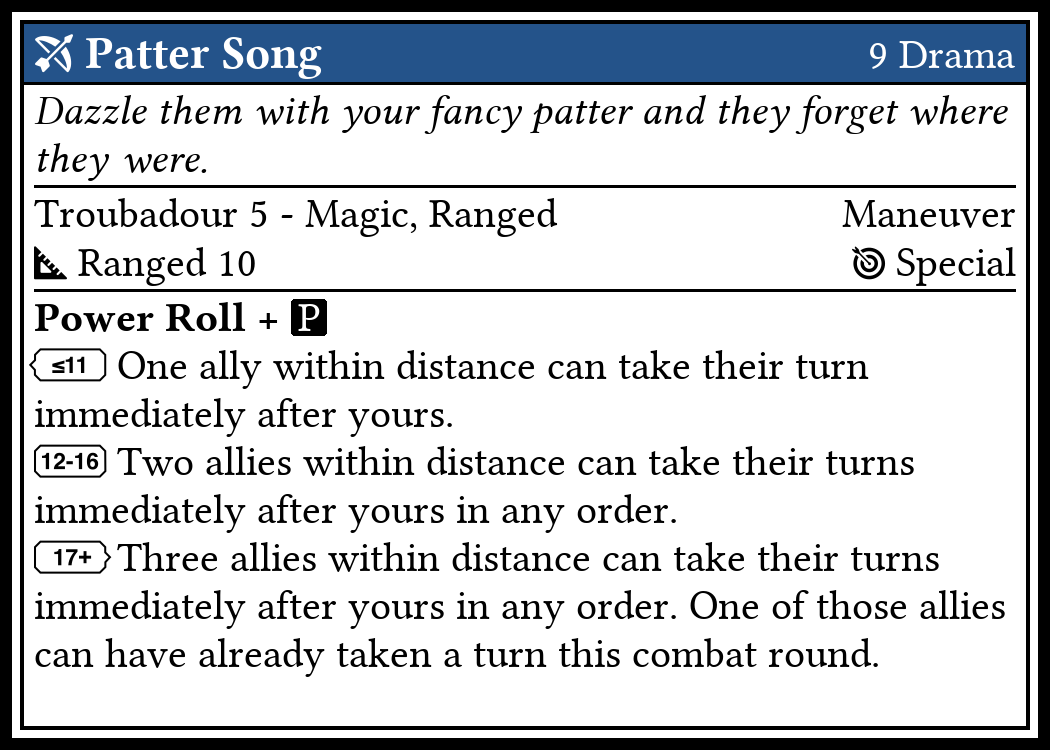 Patter Song 9 Drama
Dazzle them with your fancy patter and they forget where
they were.
Troubadour 5 - Magic, Ranged Maneuver
Ranged 10 Special
Power Roll + P
≤11 One ally within distance can take their turn
immediately after yours.
12-16 Two allies within distance can take their turns
immediately after yours in any order.
17+ Three allies within distance can take their turns
immediately after yours in any order. One of those allies
can have already taken a turn this combat round.